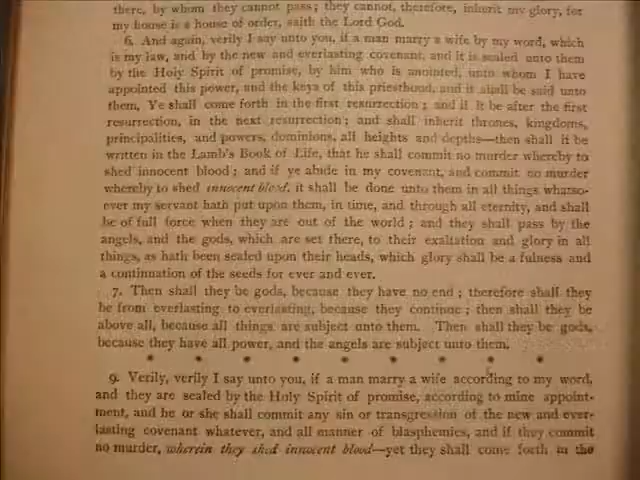 there, by whom they cannot pass; they cannot, therefore, inherit my glory, for
my house is a house of order, saith the Lord God.
6. And again, verily I say unto you, if a man marry a wife by my word, which
is my law, and by the new and everlasting covenant, and it is sealed unto them
by the Holy Spirit of promise, by him who is anointed, unto whom I have
appointed this power, and the keys of this priesthood, and it shall be said unto
them, Ye shall come forth in the first resurrection; and if it be after the first
resurrection, in the next resurrection; and shall inherit thrones, kingdoms,
principalities, and powers, dominions, all heights and depths—then shall it be
written in the Lamb's Book of Life, that he shall commit no murder whereby to
shed innocent blood; and if ye abide in my covenant, and commit no murder
whereby to shed innocent blood, it shall be done unto them in all things whatso-
ever my servant hath put upon them, in time, and through all eternity, and shall
be of full force when they are out of the world; and they shall pass by the
angels, and the gods, which are set there, to their exaltation and glory in all
things, as hath been sealed upon their heads, which glory shall be a fulness and
a continuation of the seeds for ever and ever.
7. Then shall they be gods, because they have no end; therefore shall they
be from everlasting to everlasting, because they continue; then shall they be
above all, because all things are subject unto them. Then shall they be gods,
because they have all power, and the angels are subject unto them.
* * * * * * * * *
9. Verily, verily I say unto you, if a man marry a wife according to my word,
and they are sealed by the Holy Spirit of promise, according to mine appoint-
ment, and he or she shall commit any sin or transgression of the new and ever-
lasting covenant whatever, and all manner of blasphemies, and if they commit
no murder, wherein they shed innocent blood—yet they shall come forth in the